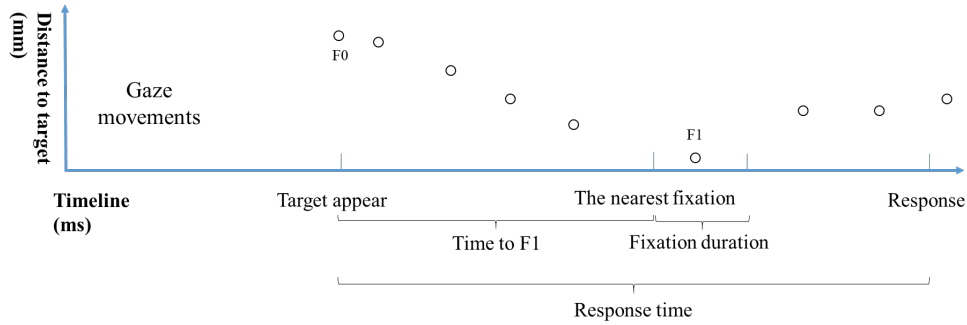 Distance to target
(mm)
Gaze
movements
F0
F1
Timeline
(ms)
Target appear
The nearest fixation
Response
Time to F1
Fixation duration
Response time